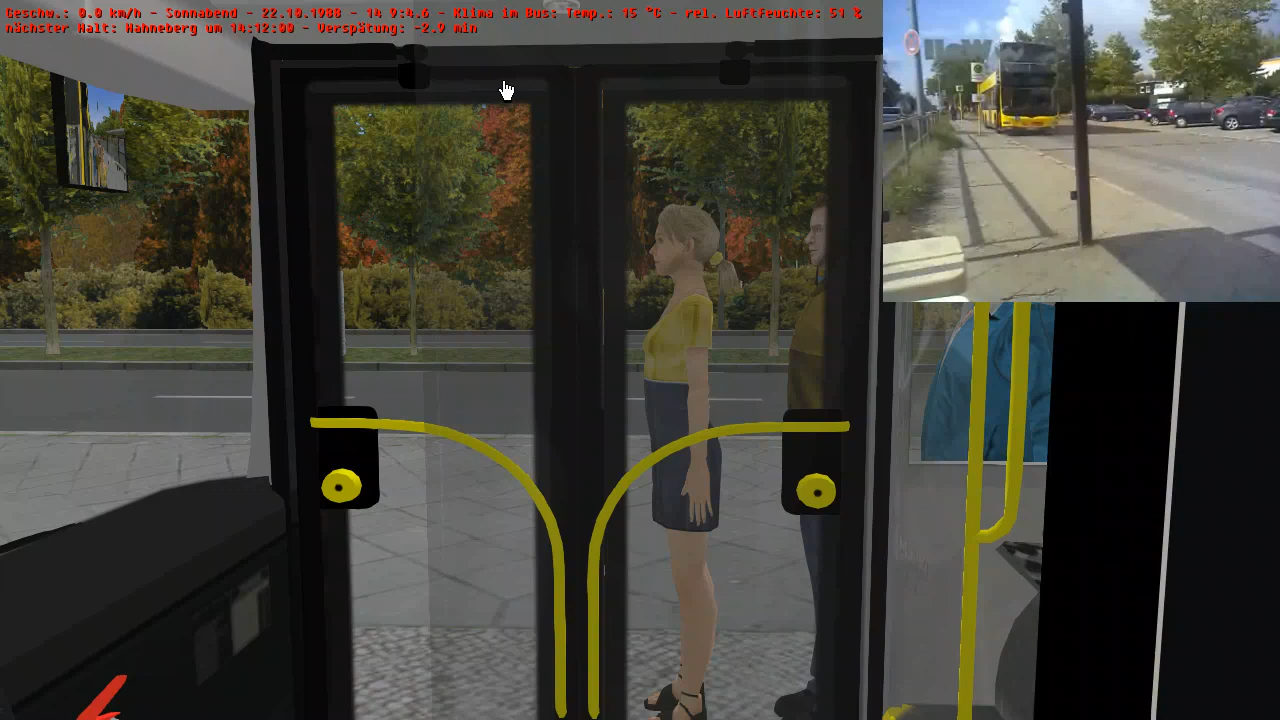 Geschw.: 0.0 km/h - Sonnabend - 22.10.1988 - 14 9:4.6 - Klima im Bus: Temp.: 15 °C - rel. Luftfeuchte: 51 %
nächster Halt: Hahneberg um 14:12:00 - Verspätung: -2.9 min